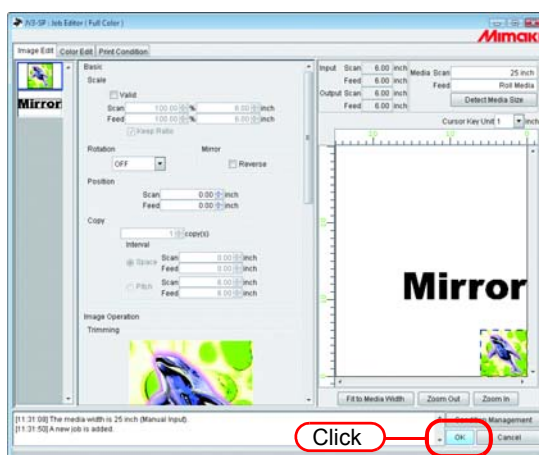 JV3-SP : Job Editor ( Full Color )
Mimaki
Image Edit Color Edit Print Condition
Mirror
Basic
Scale
Valid
Scan 100.00 % 6.00 inch
Feed 100.00 % 6.00 inch
Keep Ratio
Rotation Mirror
OFF Reverse
Position
Scan 0.00 inch
Feed 0.00 inch
Copy
1 copy(s)
Interval
Space Scan 0.00 inch
Feed 0.00 inch
Pitch Scan 6.00 inch
Feed 6.00 inch
Image Operation
Trimming
Input Scan 6.00 inch
Feed 6.00 inch
Output Scan 6.00 inch
Feed 6.00 inch
Media Scan 25 inch
Feed Roll Media
Detect Media Size
Cursor Key Unit 1 inch
20 10 0
Mirror
Fit to Media Width Zoom Out Zoom In
[11:31:08] The media width is 25 inch (Manual Input).
[11:31:50] A new job is added.
Condition Management
Click
OK Cancel